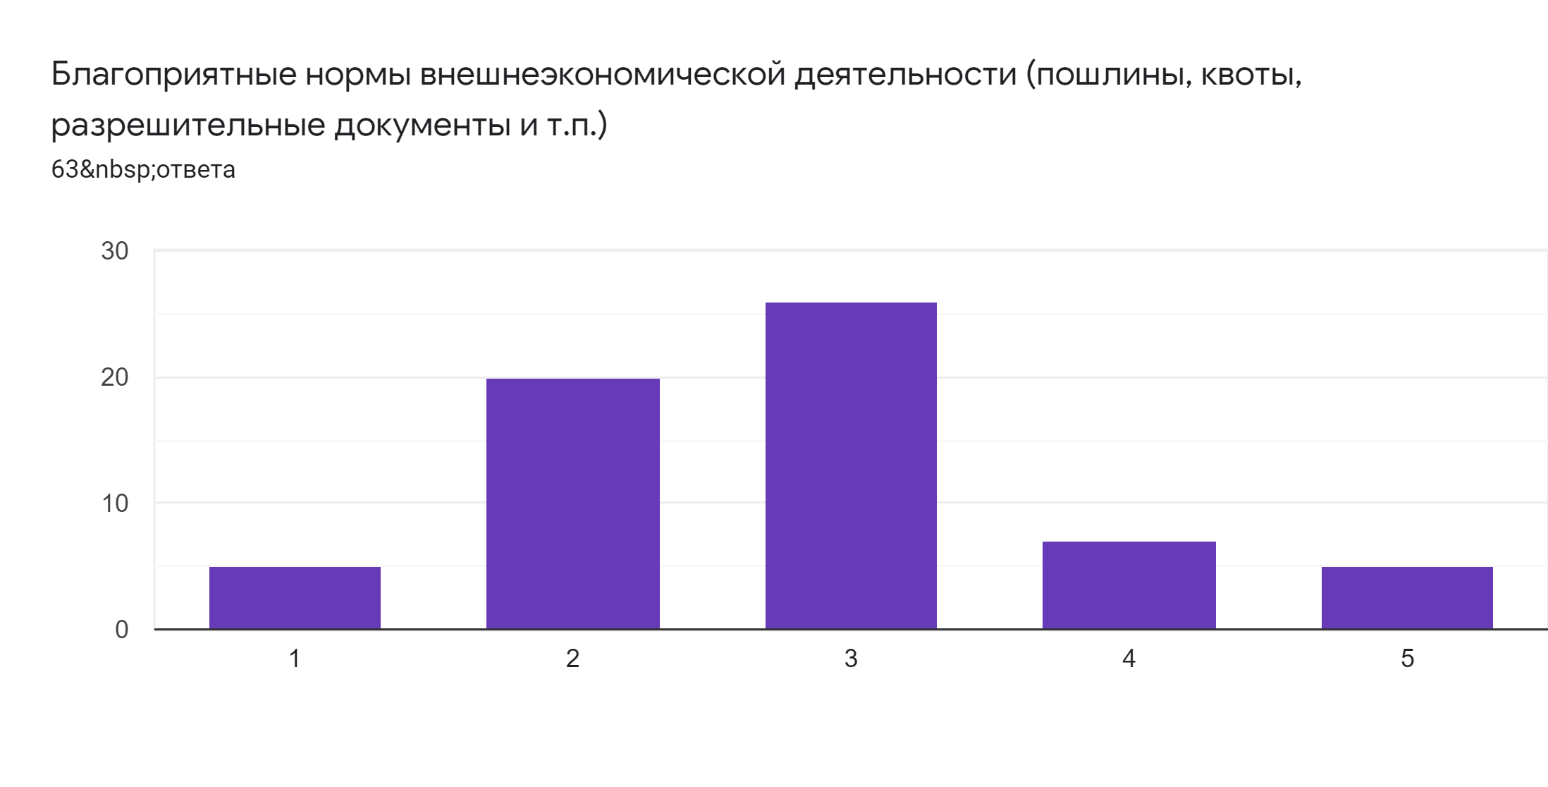 Благоприятные нормы внешнеэкономической деятельности (пошлины, квоты,
разрешительные документы и т.п.)
63&nbsp;ответа
30
20
10
0
1 2 3 4 5